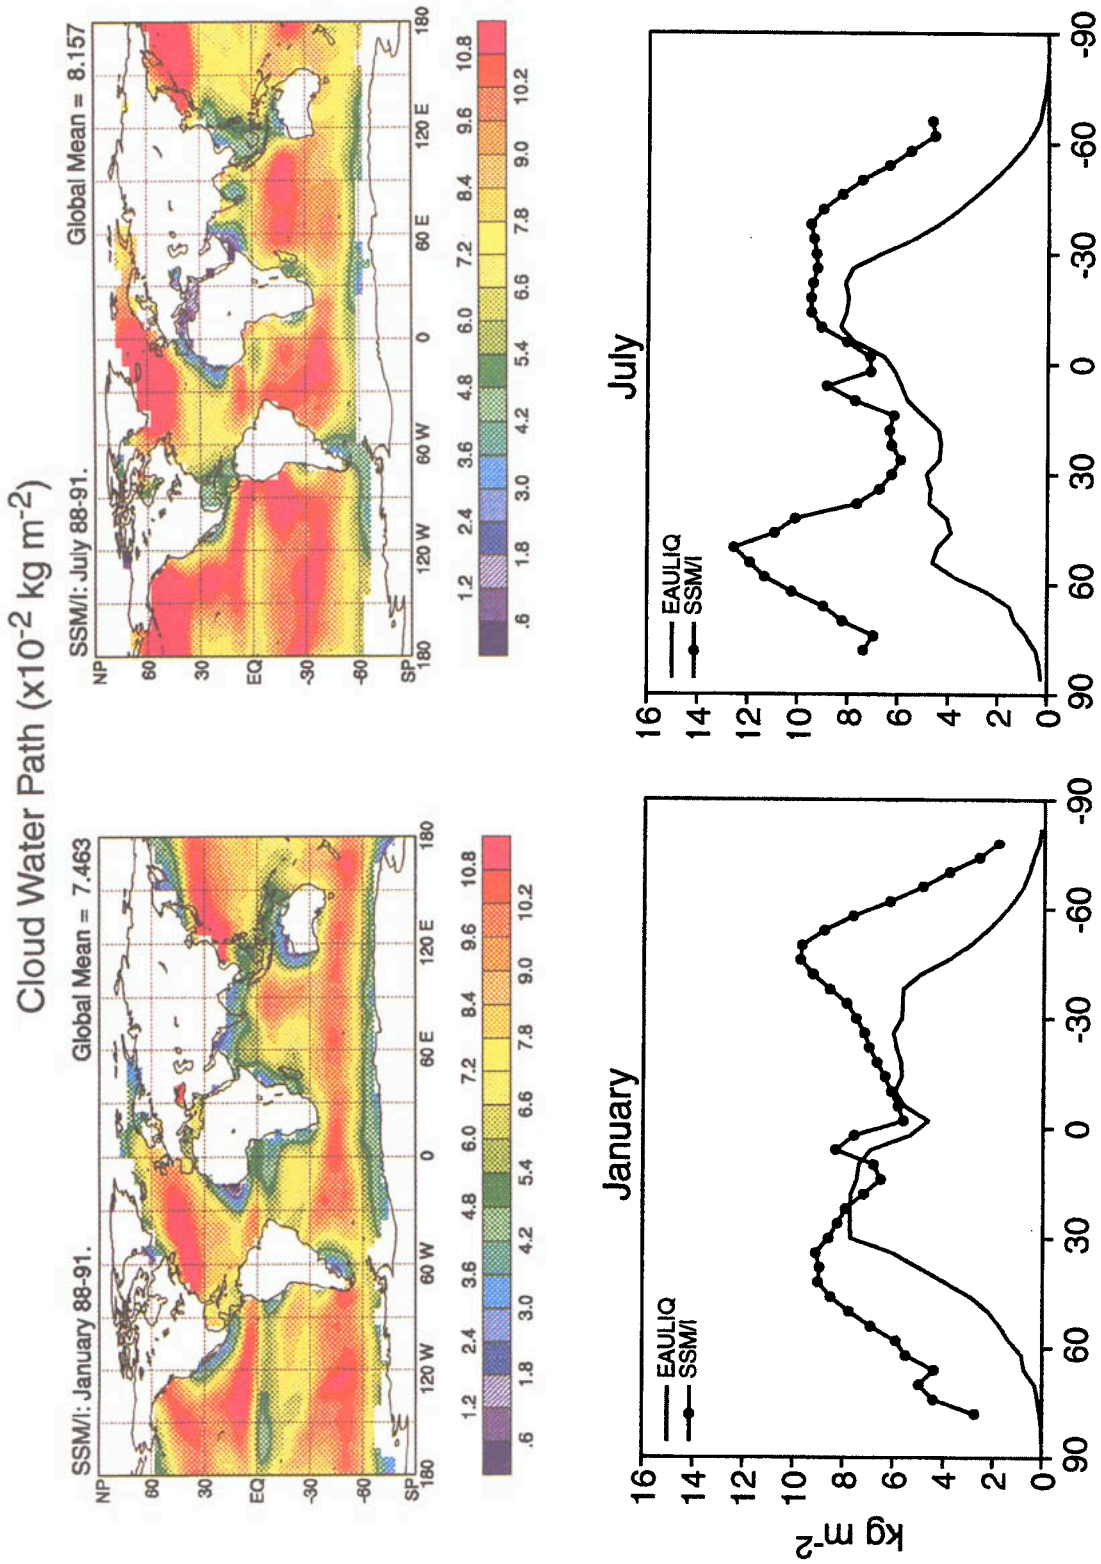 Cloud Water Path (x10-2 kg m-2)
SSM/I: January 88-91. Global Mean = 7.463
NP
60
30
EQ
-30
-60
SP
180 120 W 60 W 0 60 E 120 E 180
.6 1.2 1.8 2.4 3.0 3.6 4.2 4.8 5.4 6.0 6.6 7.2 7.8 8.4 9.0 9.6 10.2 10.8
SSM/I: July 88-91. Global Mean = 8.157
NP
60
30
EQ
-30
-60
SP
180 120 W 60 W 0 60 E 120 E 180
.6 1.2 1.8 2.4 3.0 3.6 4.2 4.8 5.4 6.0 6.6 7.2 7.8 8.4 9.0 9.6 10.2 10.8
January
EAULIQ
SSM/I
kg m-2
16
14
12
10
8
6
4
2
0
90 60 30 0 -30 -60 -90
July
EAULIQ
SSM/I
16
14
12
10
8
6
4
2
0
90 60 30 0 -30 -60 -90